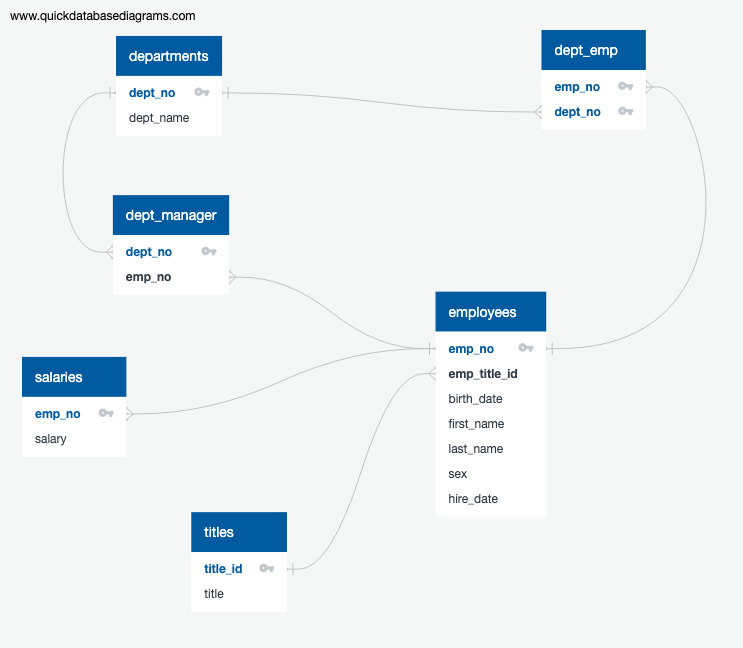 www.quickdatabasediagrams.com
departments
dept_no
dept_name
dept_emp
emp_no
dept_no
dept_manager
dept_no
emp_no
employees
emp_no
emp_title_id
birth_date
first_name
last_name
sex
hire_date
salaries
emp_no
salary
titles
title_id
title